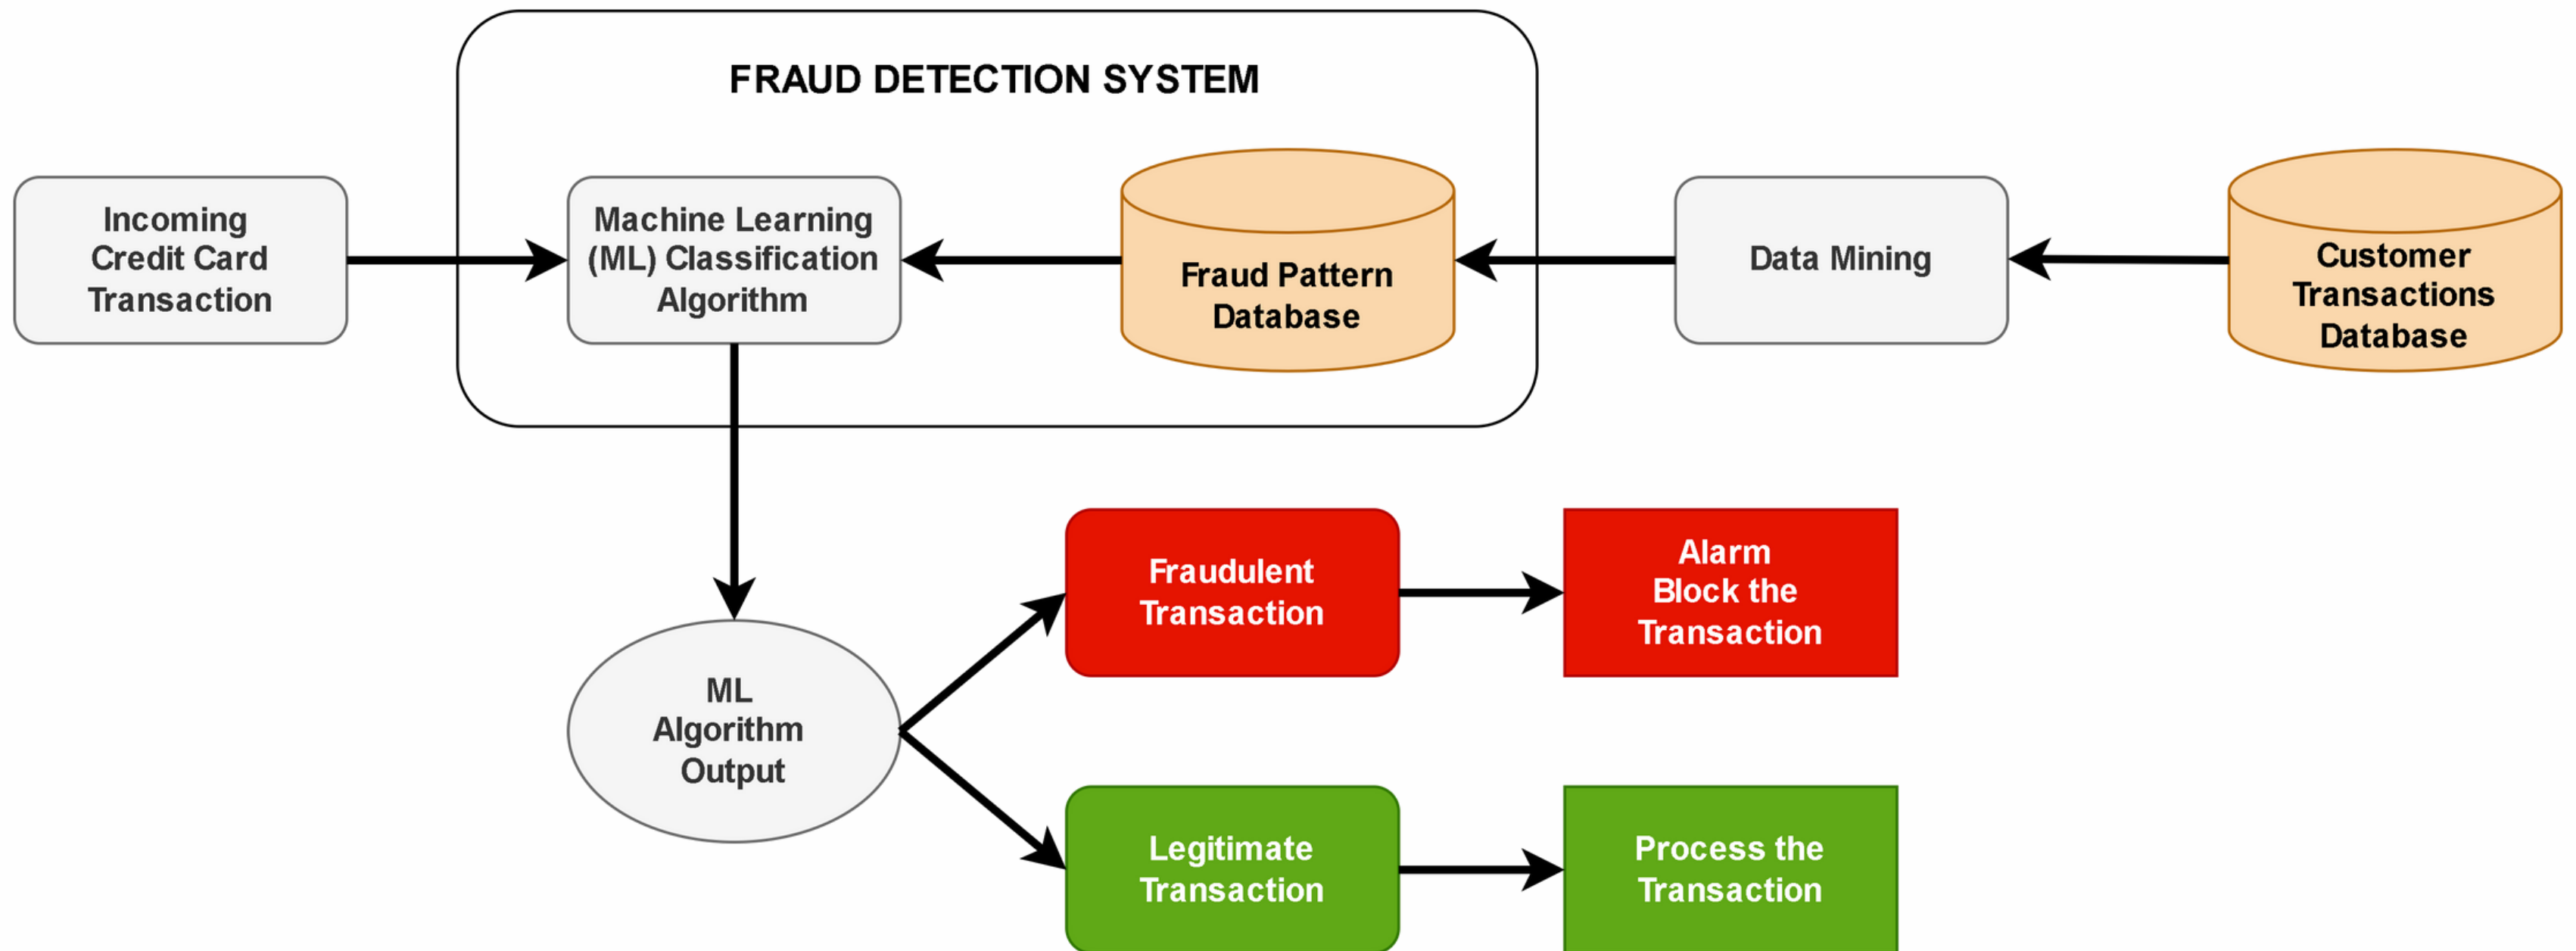 FRAUD DETECTION SYSTEM
Incoming
Credit Card
Transaction
Machine Learning
(ML) Classification
Algorithm
Fraud Pattern
Database
Data Mining
Customer
Transactions
Database
ML
Algorithm
Output
Fraudulent
Transaction
Alarm
Block the
Transaction
Legitimate
Transaction
Process the
Transaction